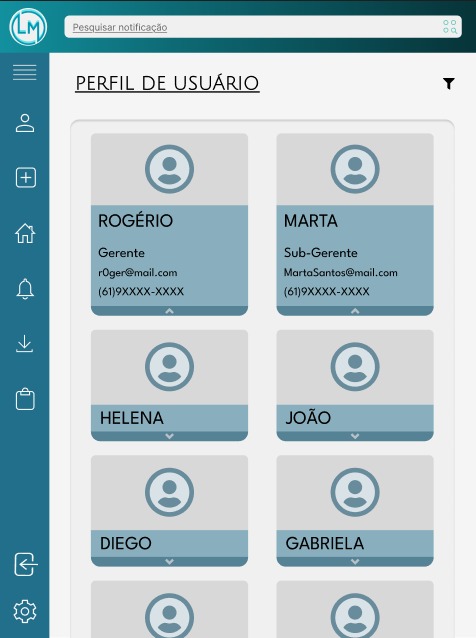 LM
Pesquisar notificação
PERFIL DE USUÁRIO
ROGÉRIO
Gerente
r0ger@mail.com
(61)9XXXX-XXXX
MARTA
Sub-Gerente
MartaSantos@mail.com
(61)9XXXX-XXXX
HELENA
JOÃO
DIEGO
GABRIELA